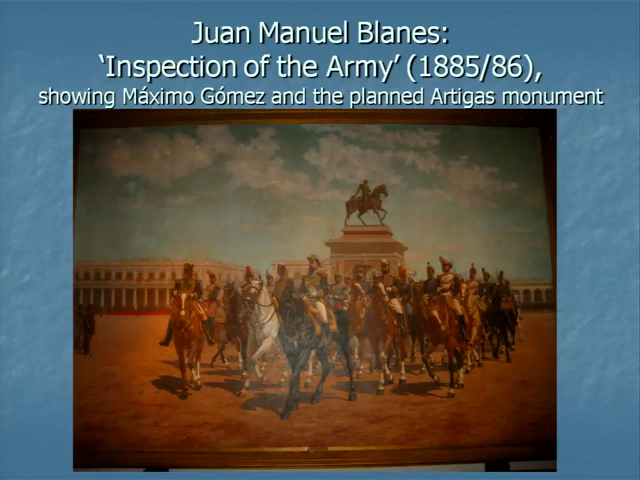 Juan Manuel Blanes:
‘Inspection of the Army’ (1885/86),
showing Máximo Gómez and the planned Artigas monument